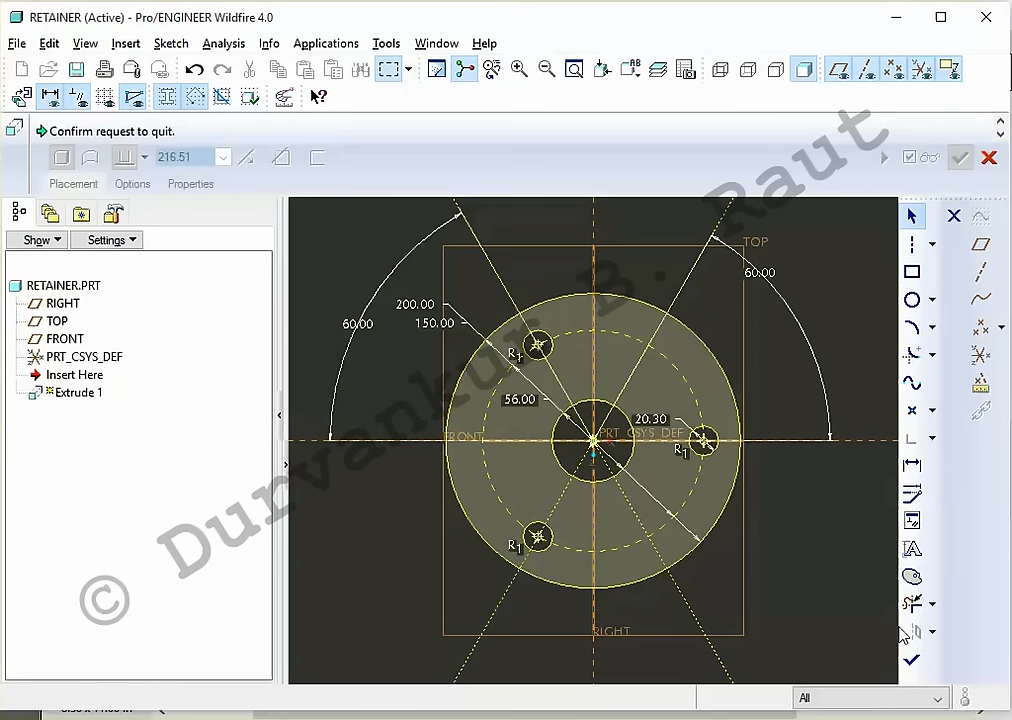 RETAINER (Active) - Pro/ENGINEER Wildfire 4.0
File Edit View Insert Sketch Analysis Info Applications Tools Window Help
Confirm request to quit.
216.51
Placement Options Properties
Show Settings
RETAINER.PRT
RIGHT
TOP
FRONT
PRT_CSYS_DEF
Insert Here
Extrude 1
TOP
60.00
200.00
150.00
60.00
R1
56.00
20.30
FRONT
PRT_CSYS_DEF
R1
R1
RIGHT
All
© Durvankur B. Raut